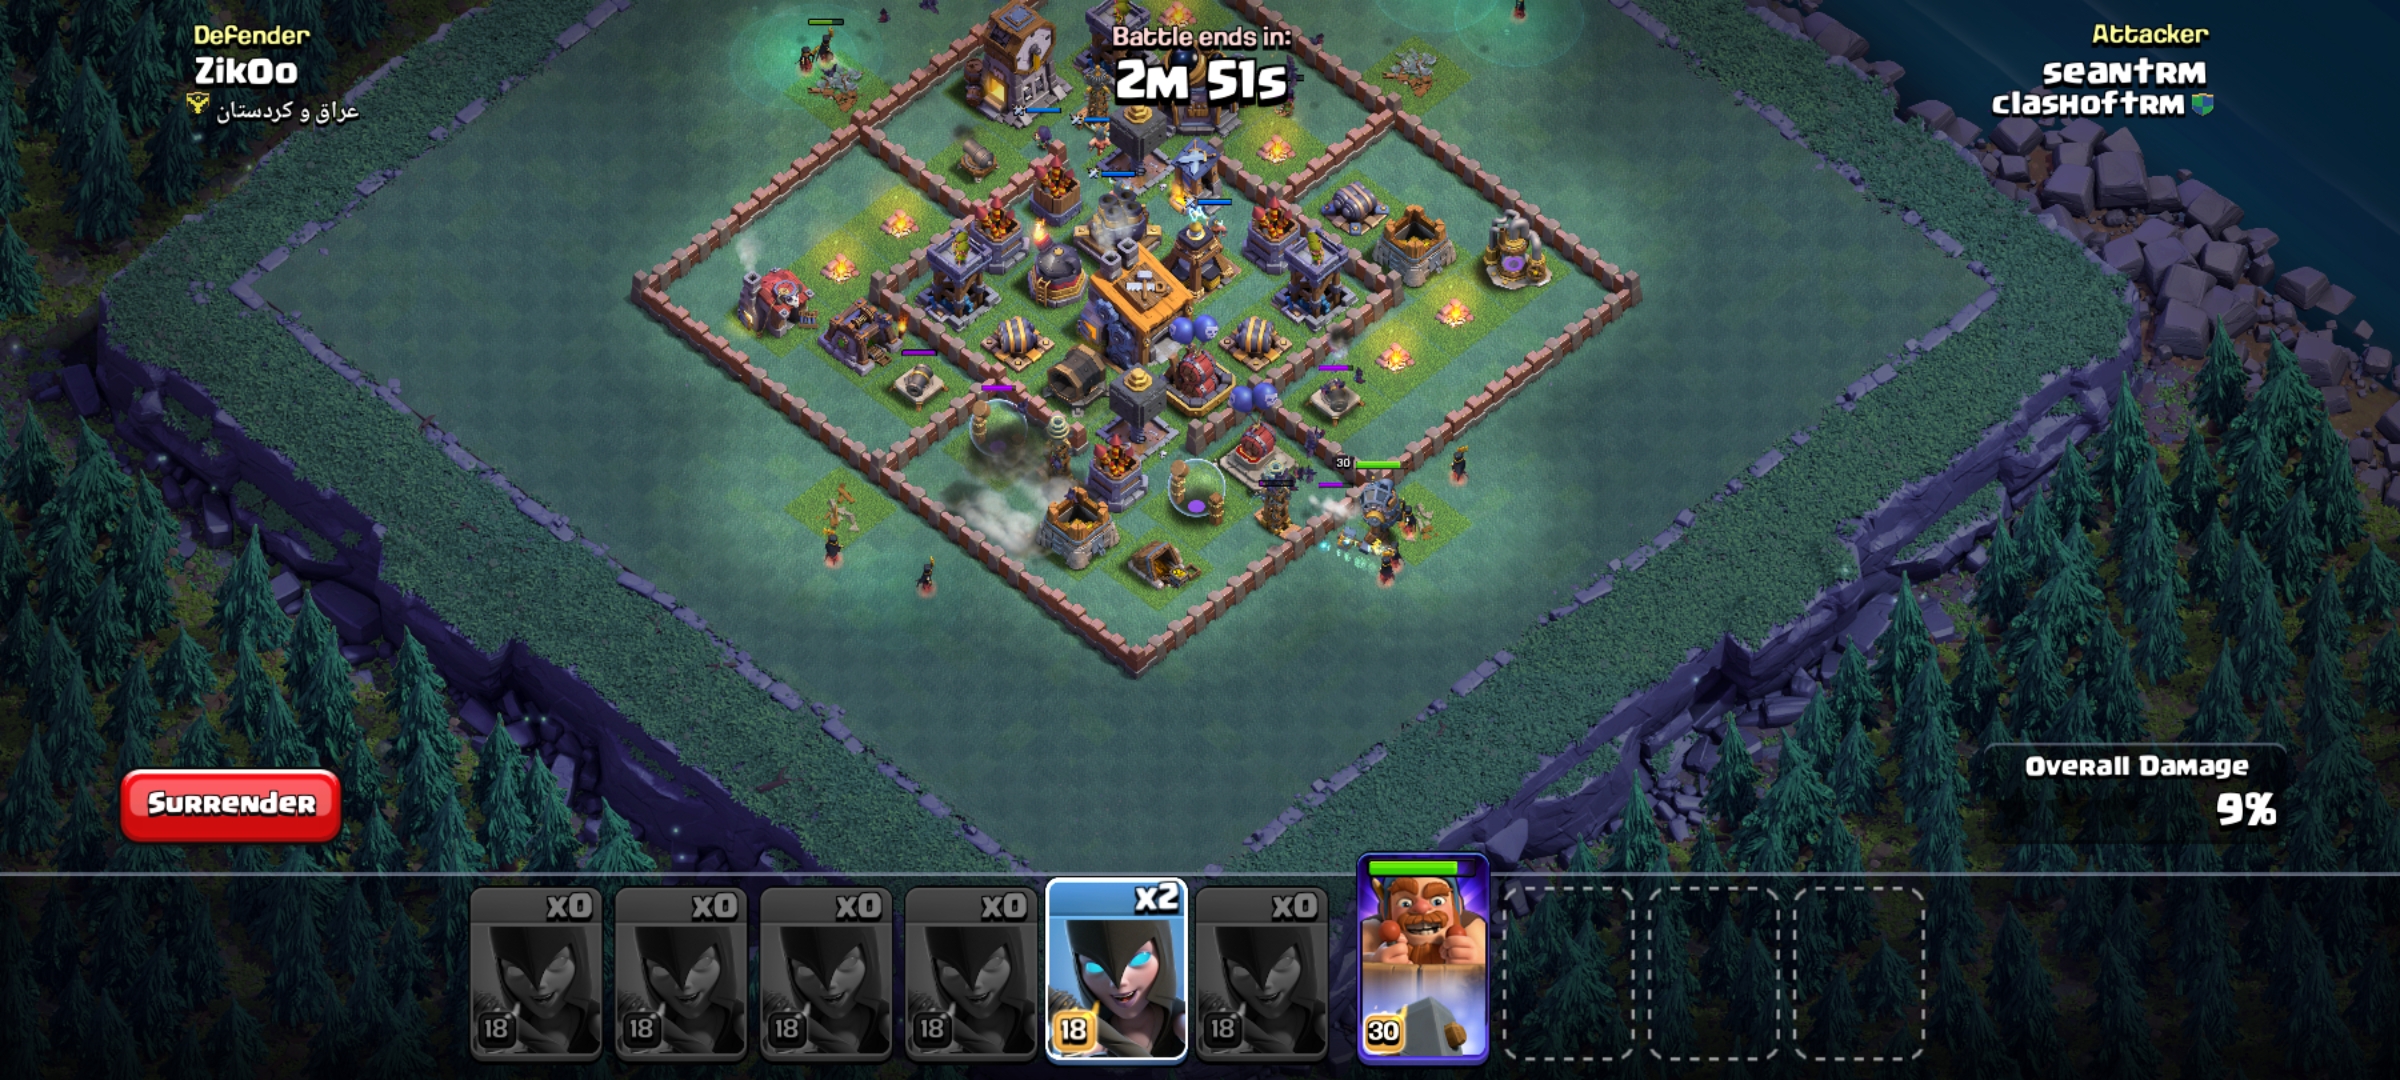 Defender
ZikOo
عراق و كردستان
Battle ends in:
2M 51s
Attacker
seantRM
clashoftRM
30
Surrender
Overall Damage
9%
x0
x0
x0
x0
x2
x0
18
18
18
18
18
18
30